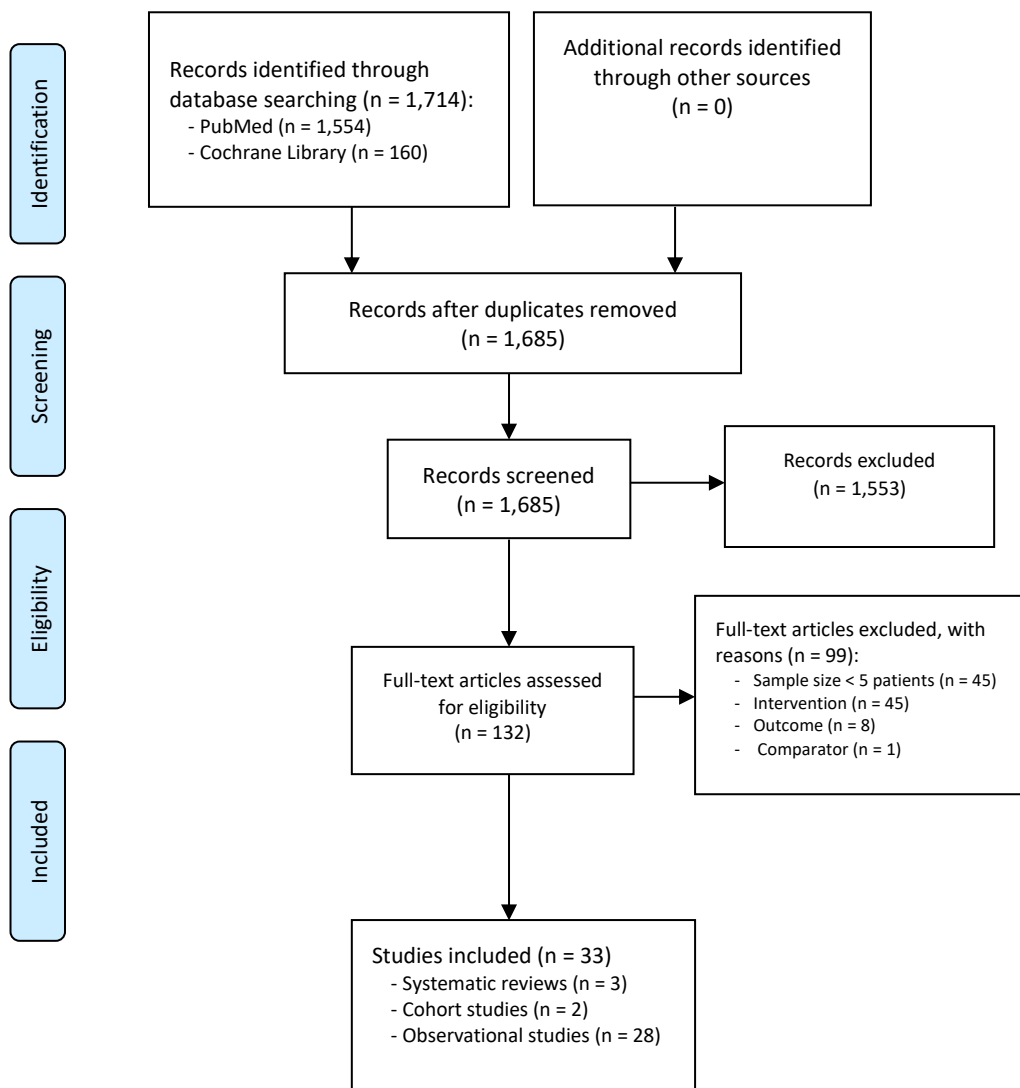 Identification
Records identified through
database searching (n = 1,714):
- PubMed (n = 1,554)
- Cochrane Library (n = 160)
Additional records identified
through other sources
(n = 0)
Screening
Records after duplicates removed
(n = 1,685)
Records screened
(n = 1,685)
Records excluded
(n = 1,553)
Eligibility
Full-text articles assessed
for eligibility
(n = 132)
Full-text articles excluded, with
reasons (n = 99):
- Sample size < 5 patients (n = 45)
- Intervention (n = 45)
- Outcome (n = 8)
- Comparator (n = 1)
Included
Studies included (n = 33)
- Systematic reviews (n = 3)
- Cohort studies (n = 2)
- Observational studies (n = 28)